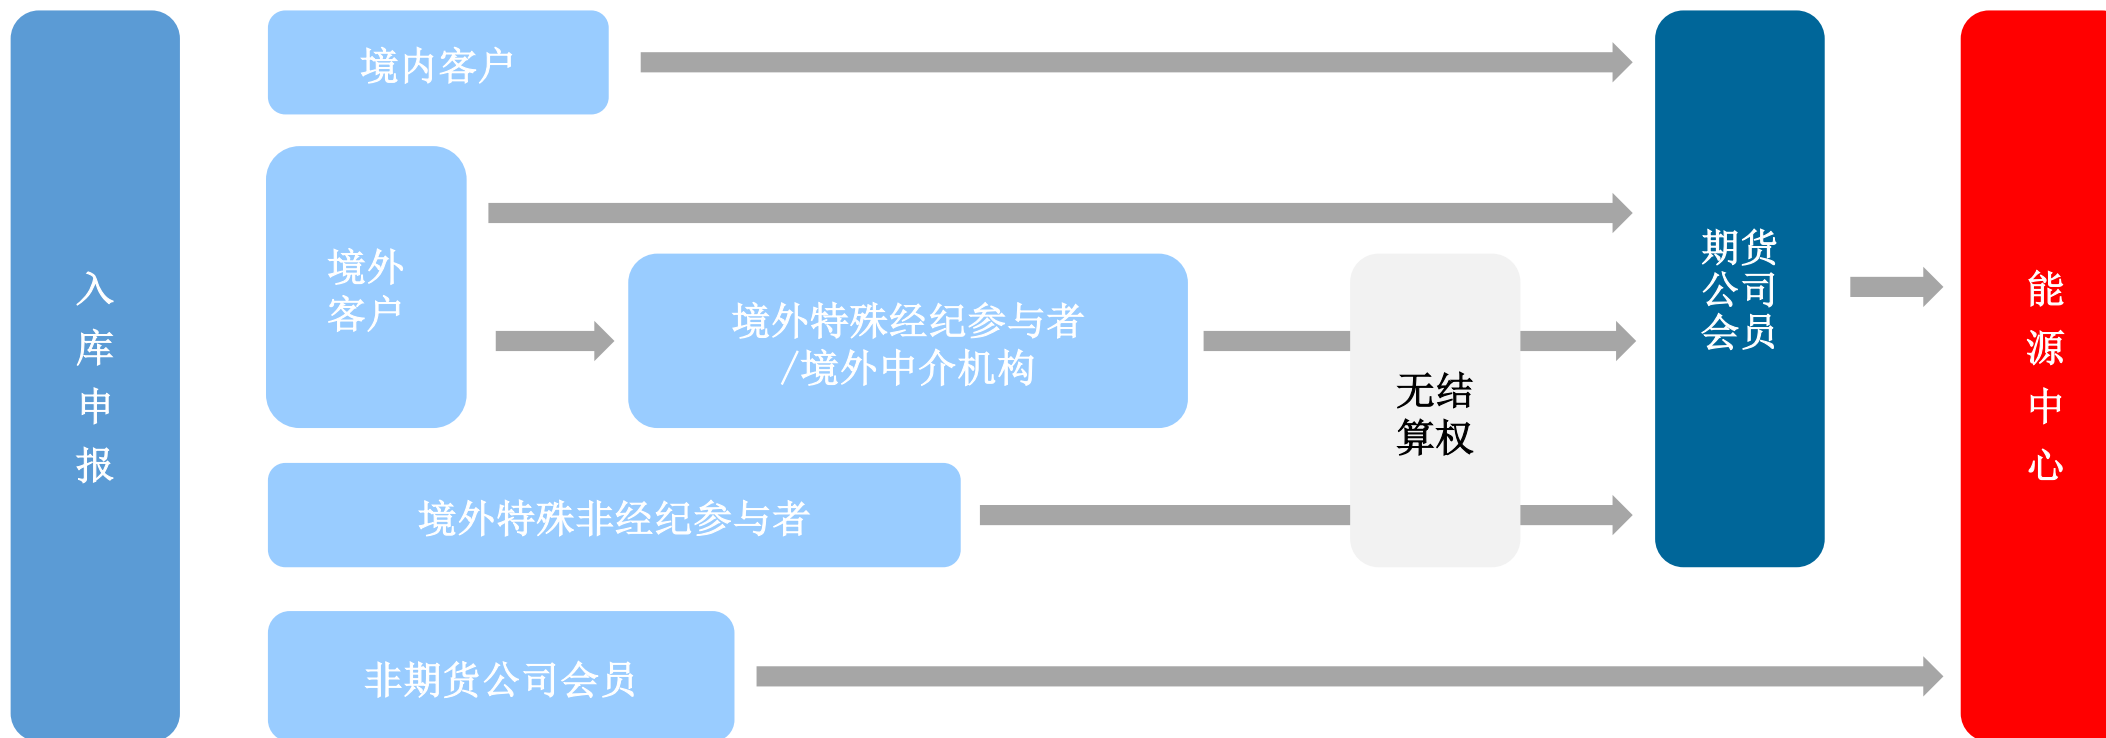 入
库
申
报
境内客户
境外
客户
境外特殊经纪参与者
/境外中介机构
境外特殊非经纪参与者
非期货公司会员
无结
算权
期货
公司
会员
能
源
中
心